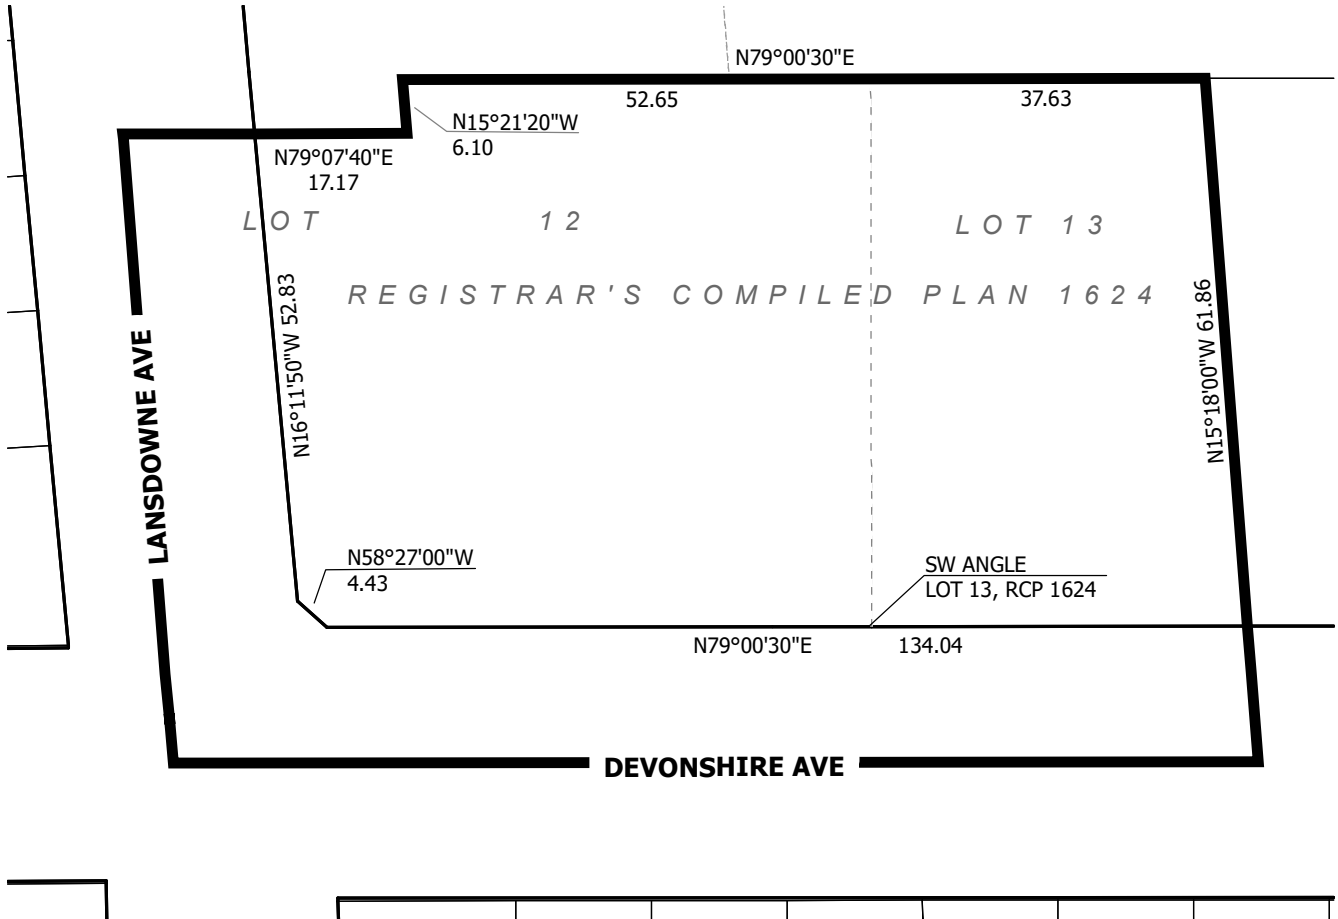 N79°00'30"E
52.65
37.63
N15°21'20"W
6.10
N79°07'40"E
17.17
LOT 12
LOT 13
REGISTRAR'S COMPILED PLAN 1624
N16°11'50"W 52.83
N15°18'00"W 61.86
LANSDOWNE AVE
N58°27'00"W
4.43
SW ANGLE
LOT 13, RCP 1624
N79°00'30"E 134.04
DEVONSHIRE AVE